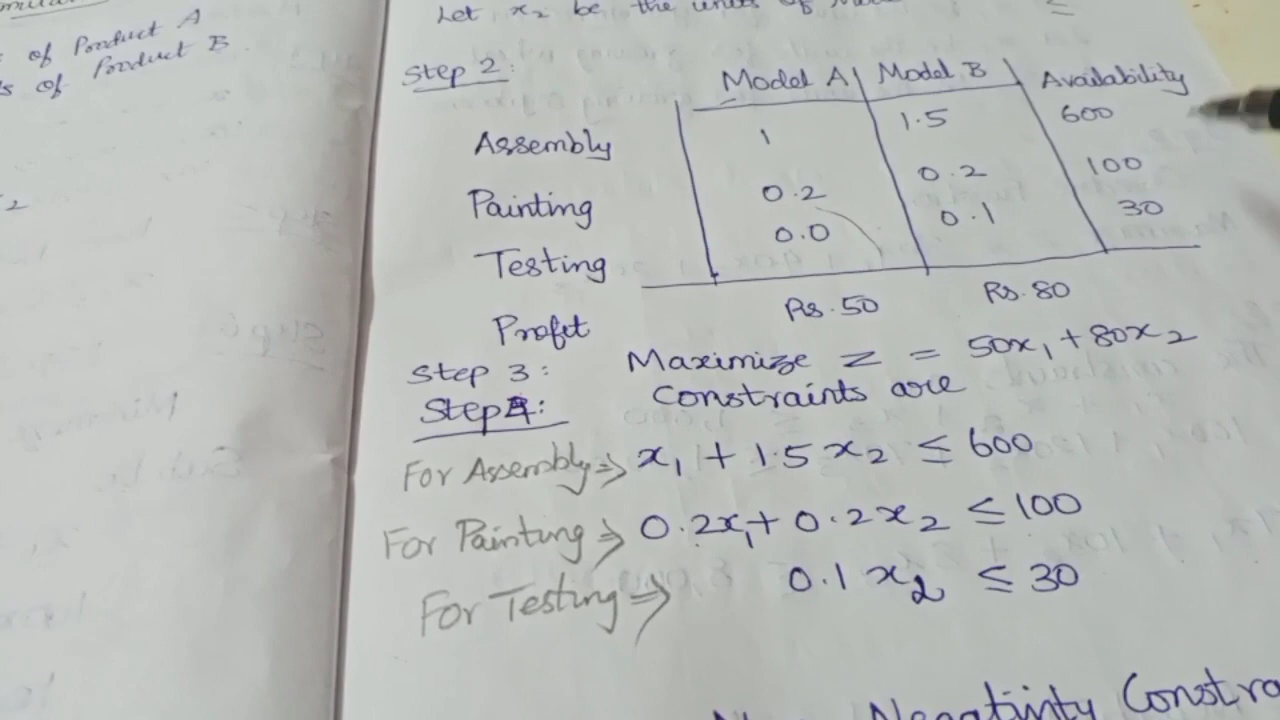 of Product A
s of Product B
2
Let x₂ be the units of
Step 2:
Model A Model B Availability
Assembly 1 1.5 600
Painting 0.2 0.2 100
Testing 0.0 0.1 30
Profit Rs. 50 Rs. 80
Step 3: Maximize Z = 50x₁ + 80x₂
Step 4: Constraints are
For Assembly ⇒ x₁ + 1.5x₂ ≤ 600
For Painting ⇒ 0.2x₁ + 0.2x₂ ≤ 100
For Testing ⇒ 0.1x₂ ≤ 30
Negativity